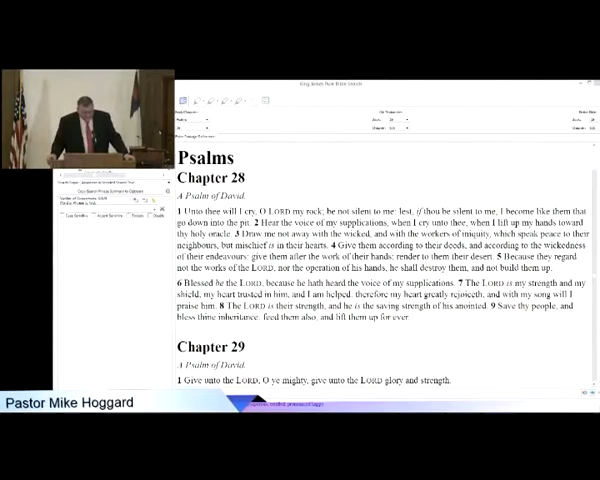 King James Pure Bible Search
Psalms
Chapter 28
A Psalm of David.
1 Unto thee will I cry, O LORD my rock; be not silent to me: lest, if thou be silent to me, I become like them that
go down into the pit. 2 Hear the voice of my supplications, when I cry unto thee, when I lift up my hands toward
thy holy oracle. 3 Draw me not away with the wicked, and with the workers of iniquity, which speak peace to their
neighbours, but mischief is in their hearts. 4 Give them according to their deeds, and according to the wickedness
of their endeavours: give them after the work of their hands; render to them their desert. 5 Because they regard
not the works of the LORD, nor the operation of his hands, he shall destroy them, and not build them up.
6 Blessed be the LORD, because he hath heard the voice of my supplications. 7 The LORD is my strength and my
shield; my heart trusted in him, and I am helped: therefore my heart greatly rejoiceth; and with my song will I
praise him. 8 The LORD is their strength, and he is the saving strength of his anointed. 9 Save thy people, and
bless thine inheritance: feed them also, and lift them up for ever.
Chapter 29
A Psalm of David.
1 Give unto the LORD, O ye mighty, give unto the LORD glory and strength.
Pastor Mike Hoggard